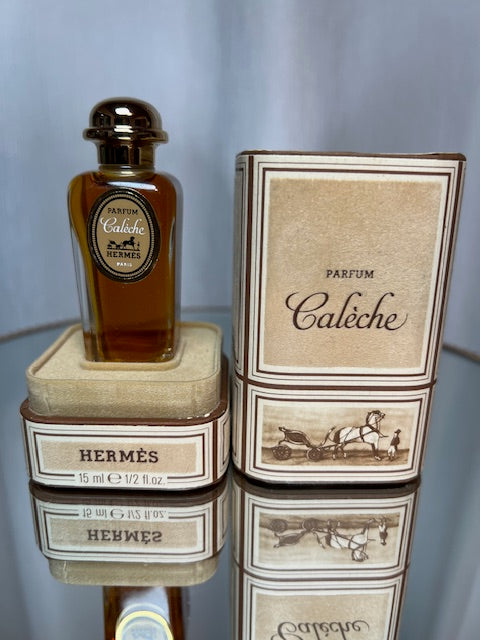 PARFUM
Calèche
HERMÈS
PARIS
HERMÈS
15 ml e 1/2 fl.oz.
PARFUM
Calèche